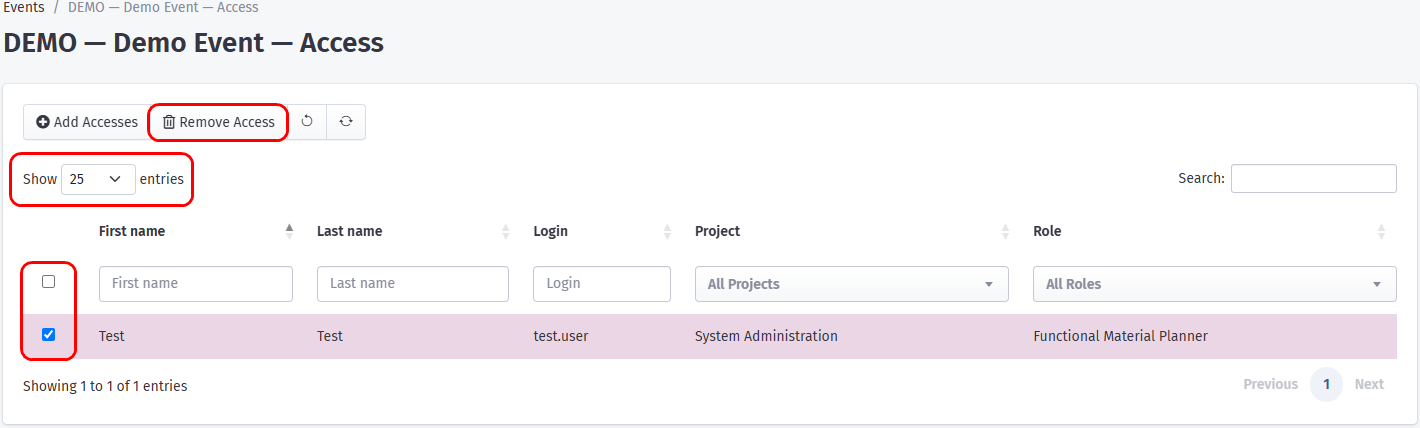 Events / DEMO — Demo Event — Access
DEMO — Demo Event — Access
Add Accesses Remove Access
Show 25 entries Search:
First name Last name Login Project Role
First name Last name Login All Projects All Roles
Test Test test.user System Administration Functional Material Planner
Showing 1 to 1 of 1 entries Previous 1 Next